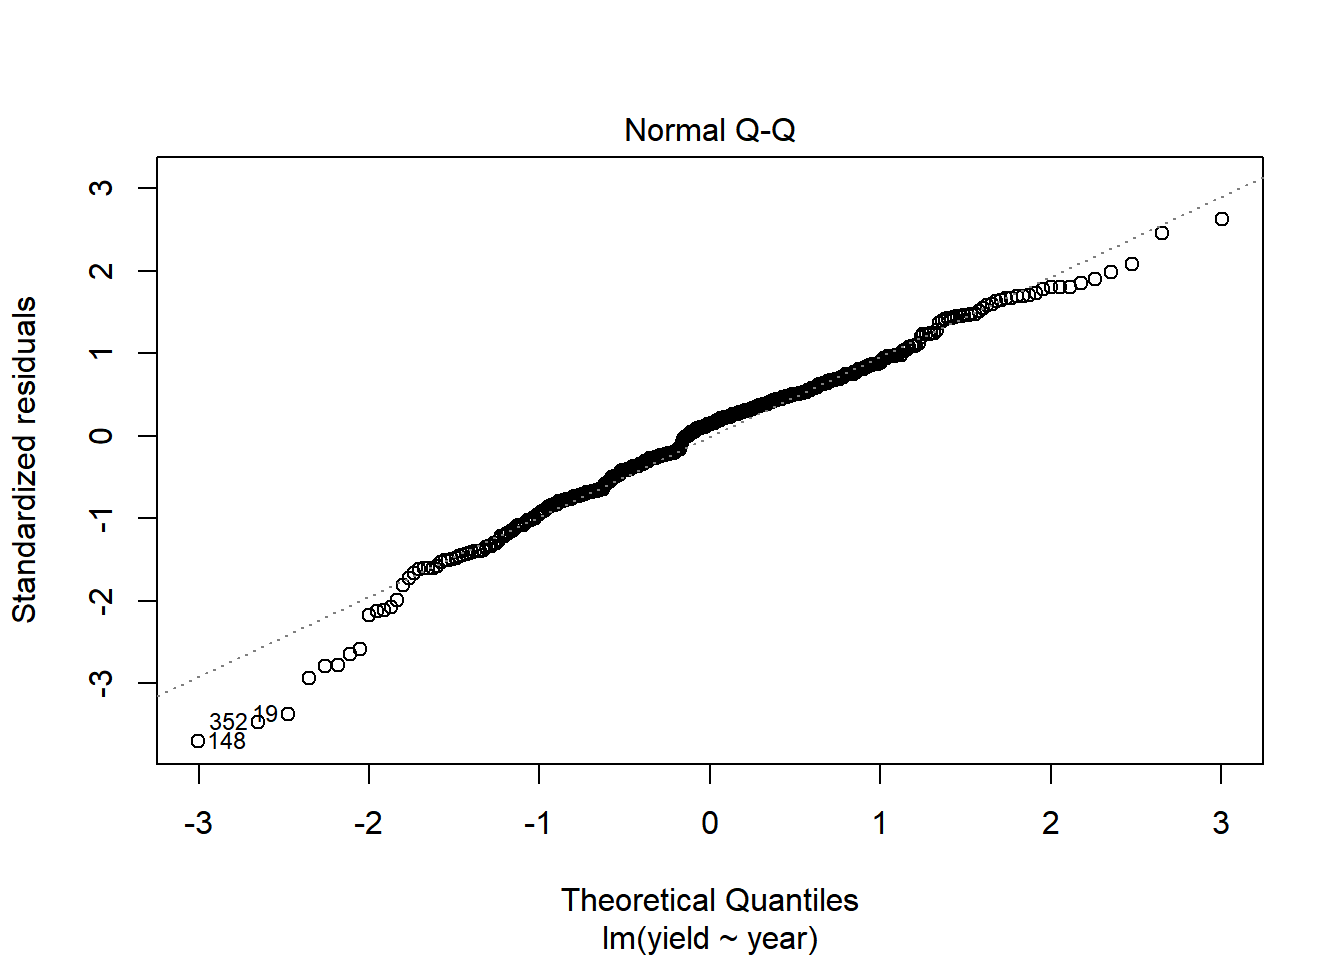 Normal Q-Q
Standardized residuals
3
2
1
0
-1
-2
-3
352
19
148
-3 -2 -1 0 1 2 3
Theoretical Quantiles
lm(yield ~ year)